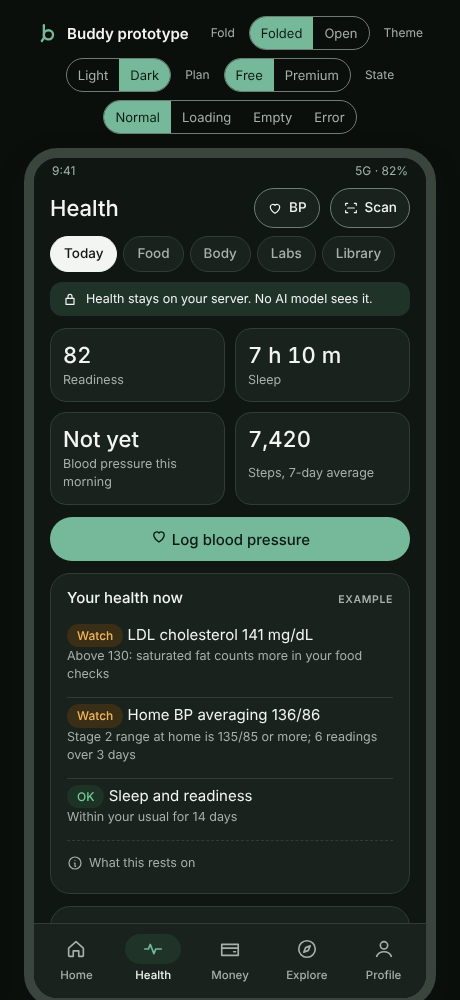 Buddy prototype
Fold
Folded
Open
Theme
Light
Dark
Plan
Free
Premium
State
Normal
Loading
Empty
Error
9:41
5G · 82%
Health
BP
Scan
Today
Food
Body
Labs
Library
Health stays on your server. No AI model sees it.
82
Readiness
7 h 10 m
Sleep
Not yet
Blood pressure this
morning
7,420
Steps, 7-day average
Log blood pressure
Your health now
EXAMPLE
Watch
LDL cholesterol 141 mg/dL
Above 130: saturated fat counts more in your food
checks
Watch
Home BP averaging 136/86
Stage 2 range at home is 135/85 or more; 6 readings
over 3 days
OK
Sleep and readiness
Within your usual for 14 days
What this rests on
Home
Health
Money
Explore
Profile